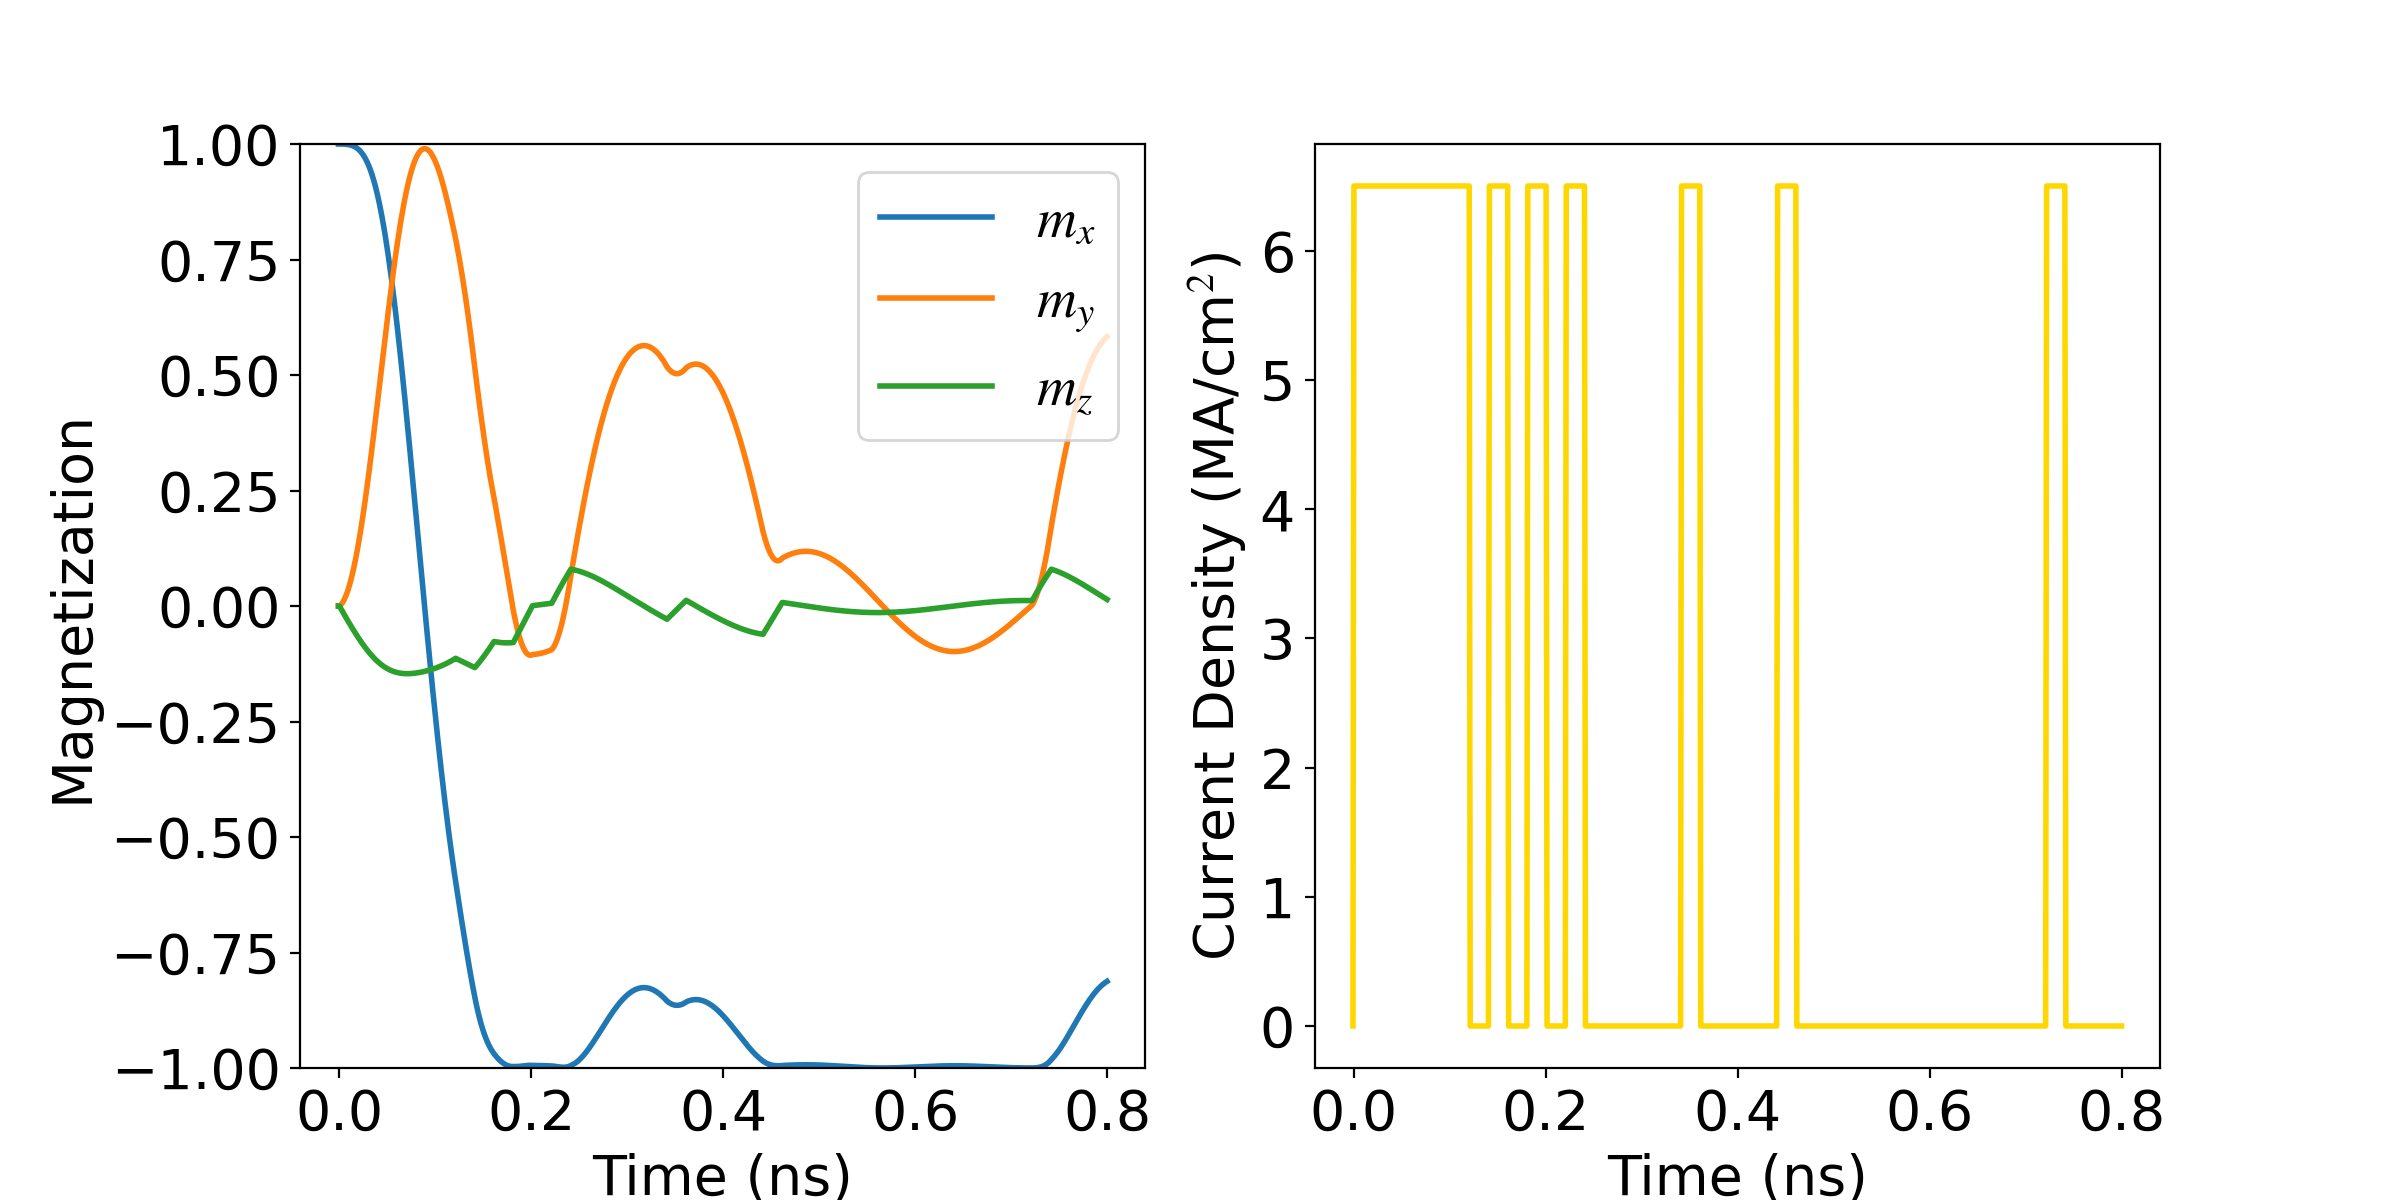 Magnetization
1.00
0.75
0.50
0.25
0.00
−0.25
−0.50
−0.75
−1.00
0.0 0.2 0.4 0.6 0.8
Time (ns)
m_x
m_y
m_z
Current Density (MA/cm²)
6
5
4
3
2
1
0
0.0 0.2 0.4 0.6 0.8
Time (ns)